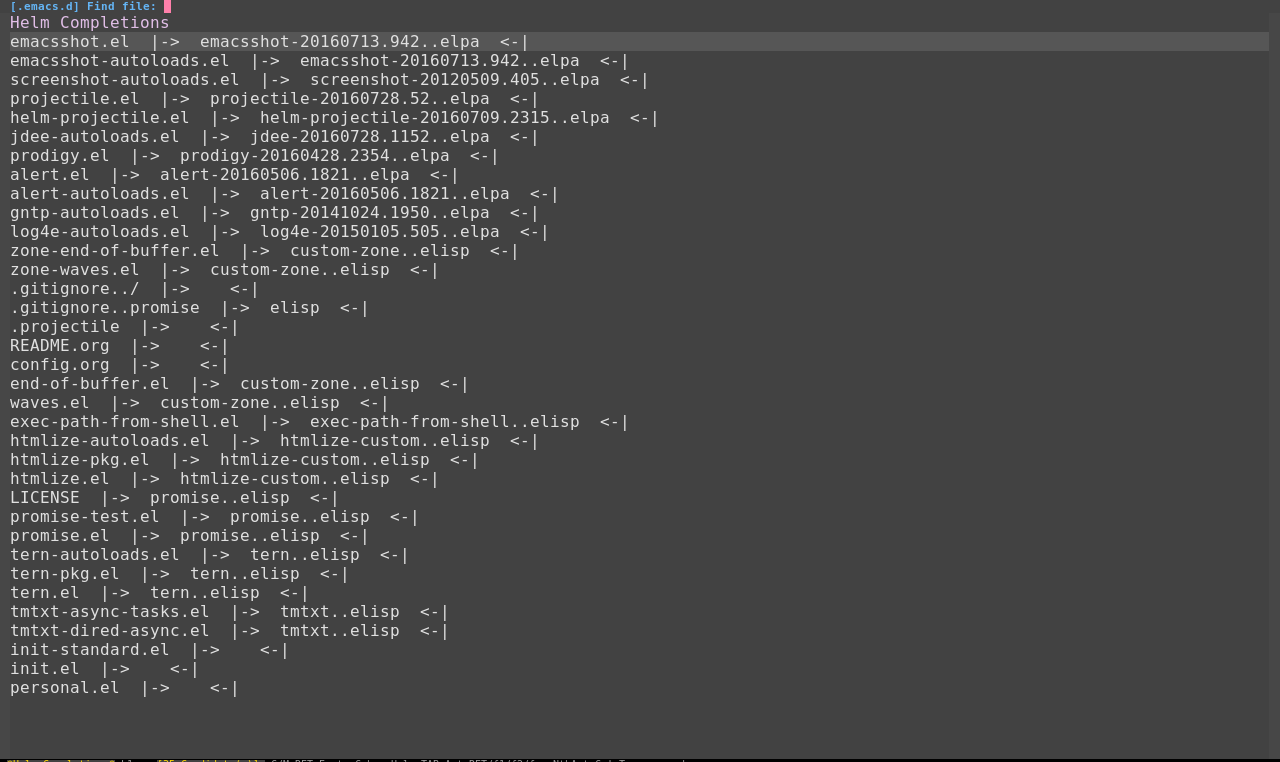 [.emacs.d] Find file:
Helm Completions
emacsshot.el  |->  emacsshot-20160713.942..elpa  <-|
emacsshot-autoloads.el  |->  emacsshot-20160713.942..elpa  <-|
screenshot-autoloads.el  |->  screenshot-20120509.405..elpa  <-|
projectile.el  |->  projectile-20160728.52..elpa  <-|
helm-projectile.el  |->  helm-projectile-20160709.2315..elpa  <-|
jdee-autoloads.el  |->  jdee-20160728.1152..elpa  <-|
prodigy.el  |->  prodigy-20160428.2354..elpa  <-|
alert.el  |->  alert-20160506.1821..elpa  <-|
alert-autoloads.el  |->  alert-20160506.1821..elpa  <-|
gntp-autoloads.el  |->  gntp-20141024.1950..elpa  <-|
log4e-autoloads.el  |->  log4e-20150105.505..elpa  <-|
zone-end-of-buffer.el  |->  custom-zone..elisp  <-|
zone-waves.el  |->  custom-zone..elisp  <-|
.gitignore../  |->    <-|
.gitignore..promise  |->  elisp  <-|
.projectile  |->    <-|
README.org  |->    <-|
config.org  |->    <-|
end-of-buffer.el  |->  custom-zone..elisp  <-|
waves.el  |->  custom-zone..elisp  <-|
exec-path-from-shell.el  |->  exec-path-from-shell..elisp  <-|
htmlize-autoloads.el  |->  htmlize-custom..elisp  <-|
htmlize-pkg.el  |->  htmlize-custom..elisp  <-|
htmlize.el  |->  htmlize-custom..elisp  <-|
LICENSE  |->  promise..elisp  <-|
promise-test.el  |->  promise..elisp  <-|
promise.el  |->  promise..elisp  <-|
tern-autoloads.el  |->  tern..elisp  <-|
tern-pkg.el  |->  tern..elisp  <-|
tern.el  |->  tern..elisp  <-|
tmtxt-async-tasks.el  |->  tmtxt..elisp  <-|
tmtxt-dired-async.el  |->  tmtxt..elisp  <-|
init-standard.el  |->    <-|
init.el  |->    <-|
personal.el  |->    <-|